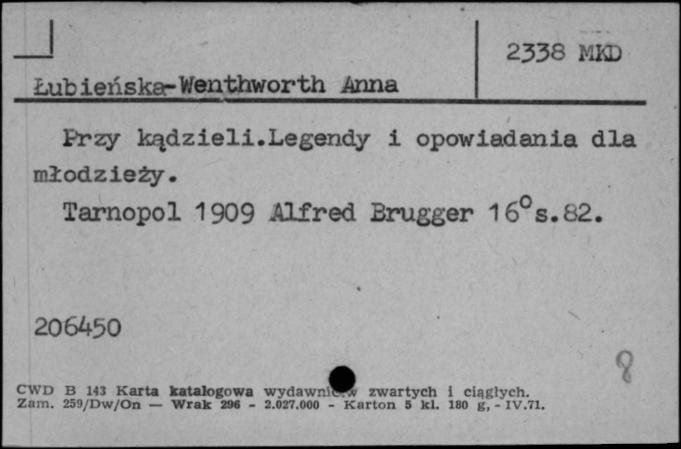 2338 MKD
Łubieńska-Wenthworth Anna
Przy kądzieli.Legendy i opowiadania dla
młodzieży.
Tarnopol 1909 Alfred Brugger 16° s.82.
206450
8
CWD B 143 Karta katalogowa wydawnictw zwartych i ciągłych.
Zam. 259/Dw/On — Wrak 296 - 2.027.000 - Karton 5 kl. 180 g, - IV.71.